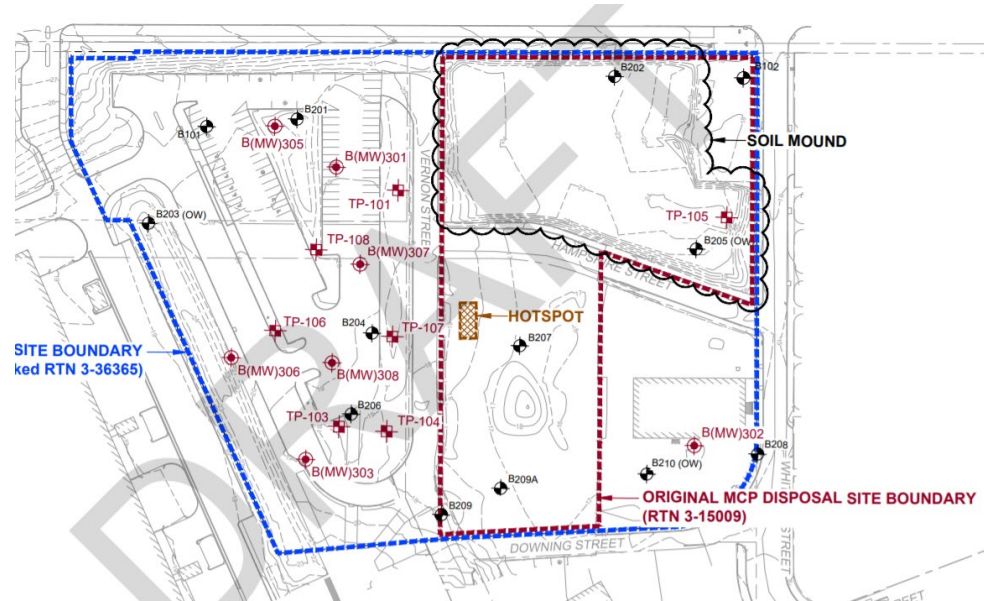 B202
B102
B201
B101
B(MW)305
SOIL MOUND
B(MW)301
TP-101
VERNON STREET
TP-105
B203 (OW)
TP-108
B(MW)307
B205 (OW)
HAMPSHIRE STREET
HOTSPOT
TP-106
B204
TP-107
B207
SITE BOUNDARY
ked RTN 3-36365)
B(MW)306
B(MW)308
B206
TP-103
TP-104
B(MW)302
B208
B(MW)303
B210 (OW)
B209A
ORIGINAL MCP DISPOSAL SITE BOUNDARY
(RTN 3-15009)
B209
DOWNING STREET
DRAFT